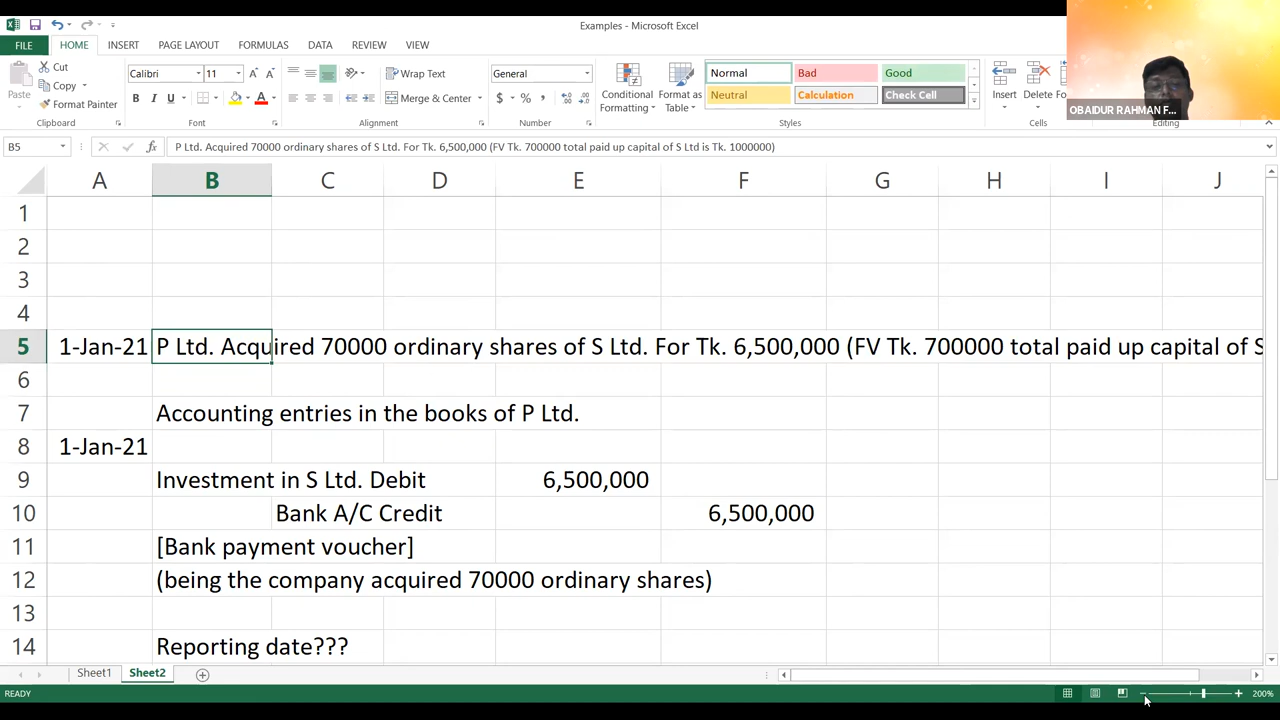 Examples - Microsoft Excel
FILE HOME INSERT PAGE LAYOUT FORMULAS DATA REVIEW VIEW
Paste
Cut
Copy
Format Painter
Clipboard
Calibri 11
B I U
Font
Wrap Text
Merge & Center
Alignment
General
$ % ,
Number
Conditional Formatting
Format as Table
Normal Bad Good
Neutral Calculation Check Cell
Styles
Insert Delete Fo
Cells
Editing
OBAIDUR RAHMAN F...
B5 fx P Ltd. Acquired 70000 ordinary shares of S Ltd. For Tk. 6,500,000 (FV Tk. 700000 total paid up capital of S Ltd is Tk. 1000000)
A B C D E F G H I J
1
2
3
4
5 1-Jan-21 P Ltd. Acquired 70000 ordinary shares of S Ltd. For Tk. 6,500,000 (FV Tk. 700000 total paid up capital of S
6
7 Accounting entries in the books of P Ltd.
8 1-Jan-21
9 Investment in S Ltd. Debit 6,500,000
10 Bank A/C Credit 6,500,000
11 [Bank payment voucher]
12 (being the company acquired 70000 ordinary shares)
13
14 Reporting date???
Sheet1 Sheet2
READY 200%